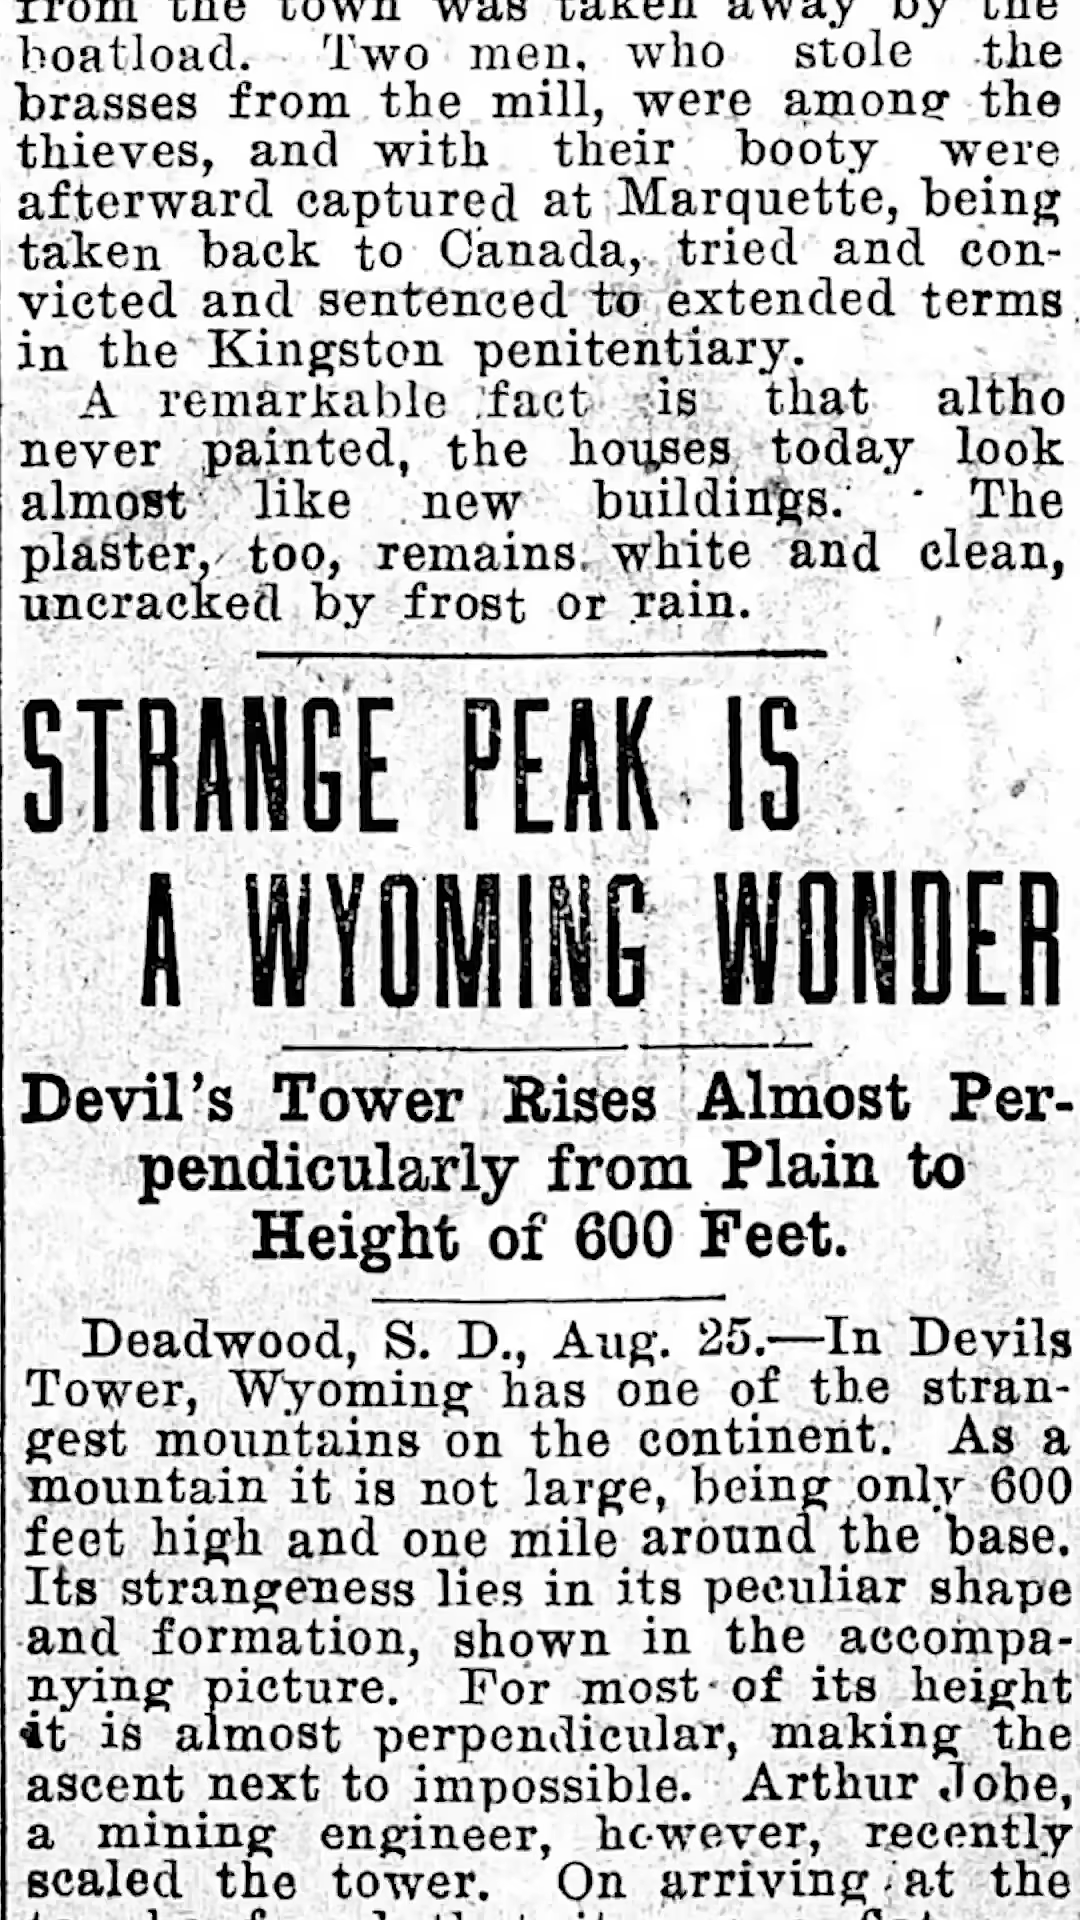 from the town was taken away by the
boatload. Two men, who stole the
brasses from the mill, were among the
thieves, and with their booty were
afterward captured at Marquette, being
taken back to Canada, tried and con-
victed and sentenced to extended terms
in the Kingston penitentiary.
A remarkable fact is that altho
never painted, the houses today look
almost like new buildings. The
plaster, too, remains white and clean,
uncracked by frost or rain.
STRANGE PEAK IS
A WYOMING WONDER
Devil's Tower Rises Almost Per-
pendicularly from Plain to
Height of 600 Feet.
Deadwood, S. D., Aug. 25.—In Devils
Tower, Wyoming has one of the stran-
gest mountains on the continent. As a
mountain it is not large, being only 600
feet high and one mile around the base.
Its strangeness lies in its peculiar shape
and formation, shown in the accompa-
nying picture. For most of its height
it is almost perpendicular, making the
ascent next to impossible. Arthur Jobe,
a mining engineer, however, recently
scaled the tower. On arriving at the